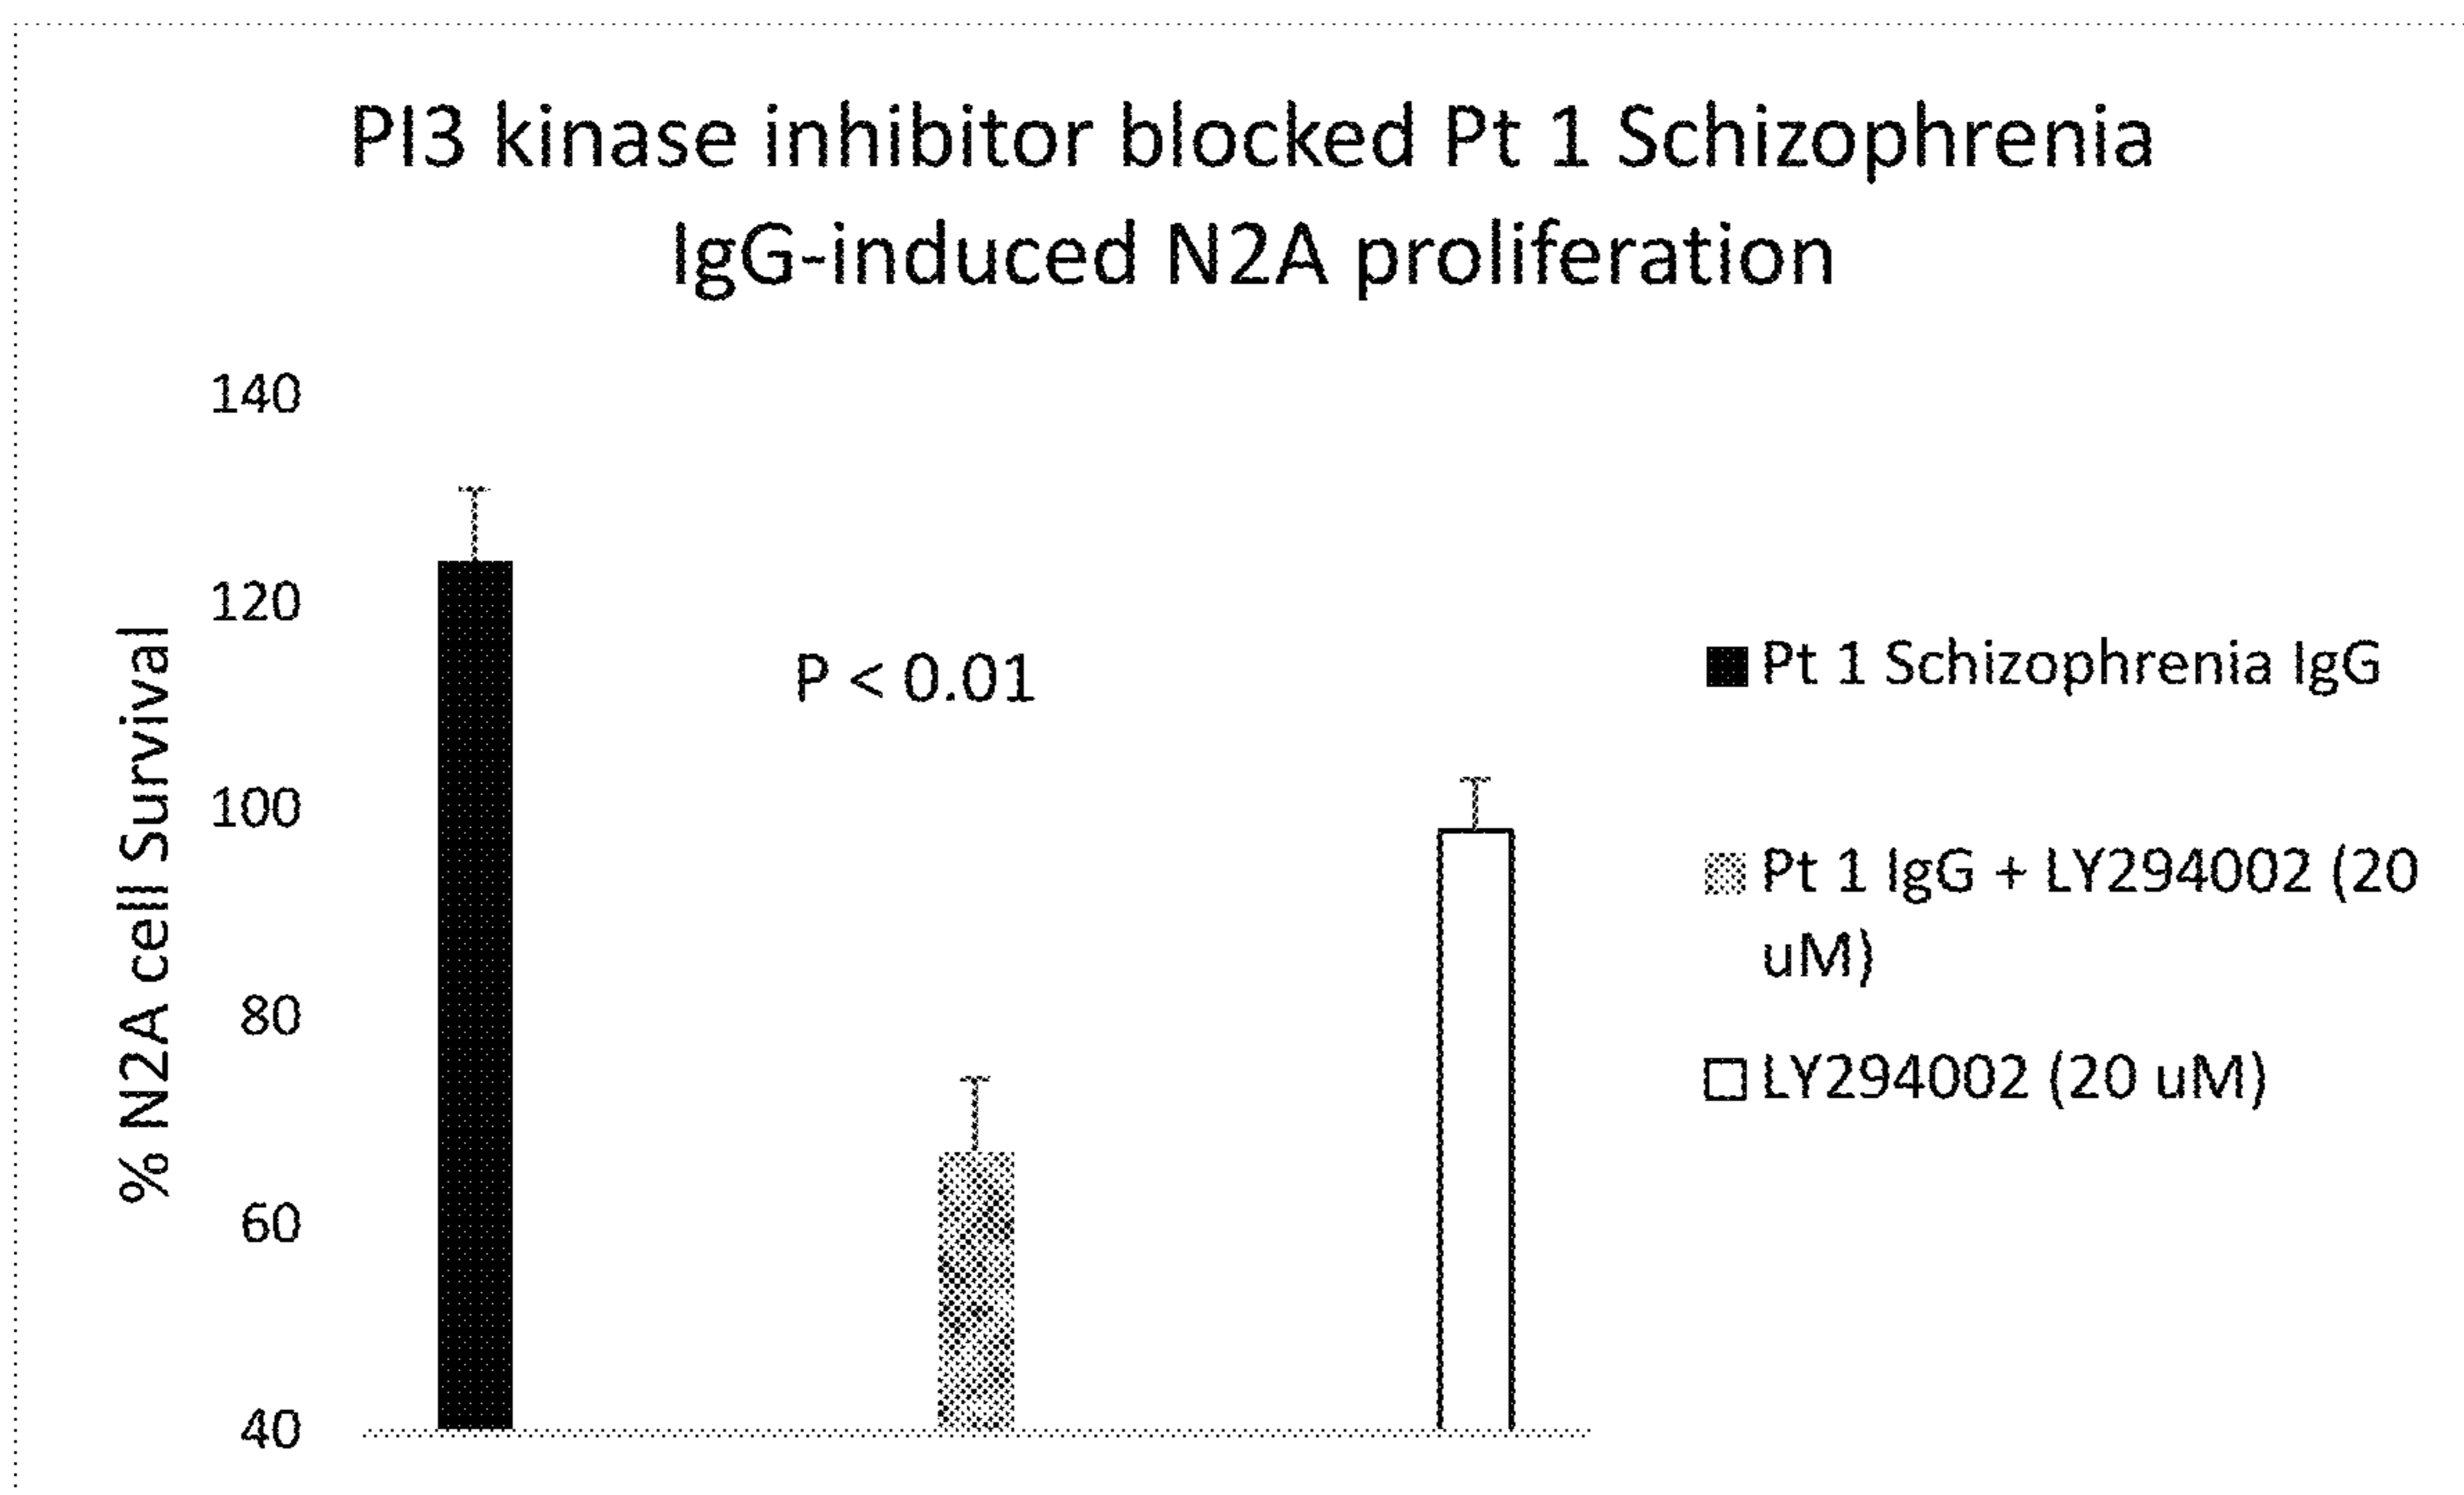 PI3 kinase inhibitor blocked Pt 1 Schizophrenia
IgG-induced N2A proliferation
% N2A cell Survival
140
120
100
80
60
40
P < 0.01
Pt 1 Schizophrenia IgG
Pt 1 IgG + LY294002 (20
uM)
LY294002 (20 uM)